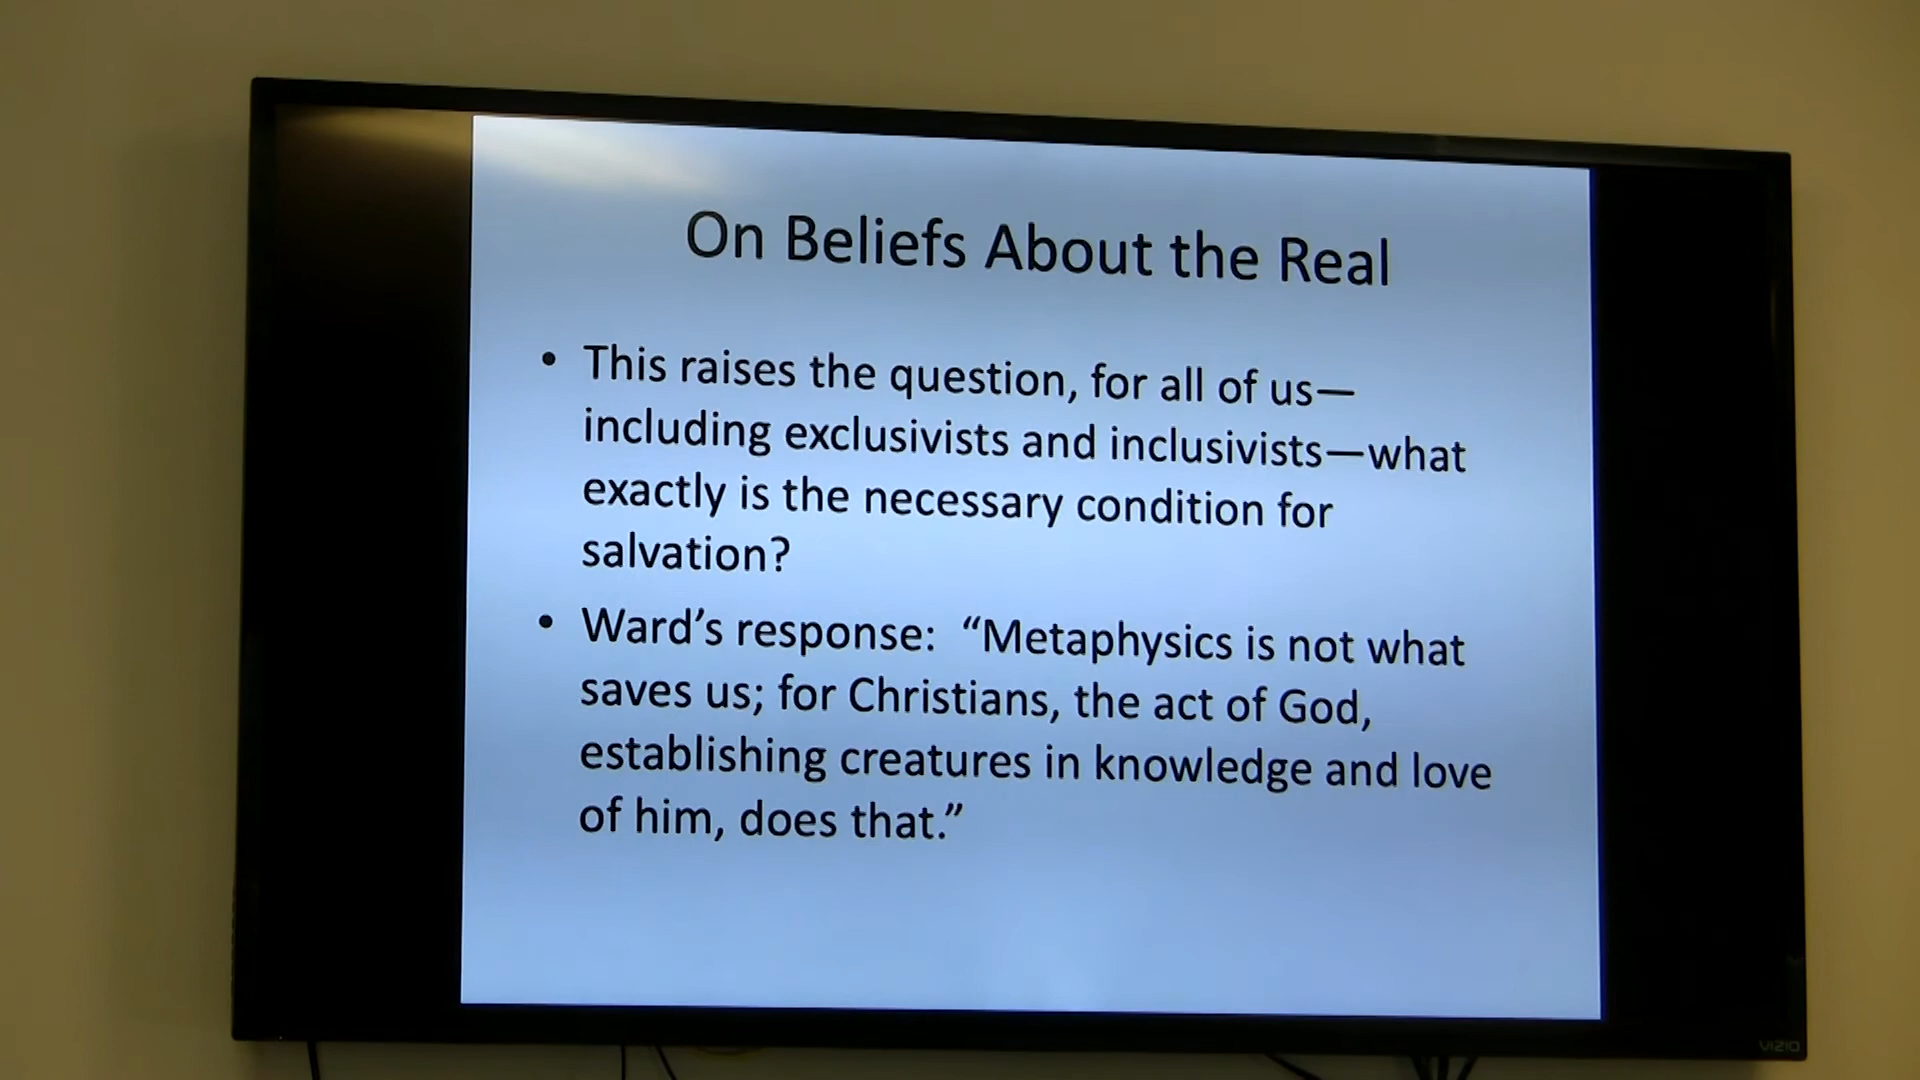 On Beliefs About the Real
• This raises the question, for all of us—
including exclusivists and inclusivists—what
exactly is the necessary condition for
salvation?
• Ward’s response:  “Metaphysics is not what
saves us; for Christians, the act of God,
establishing creatures in knowledge and love
of him, does that.”
VIZIO